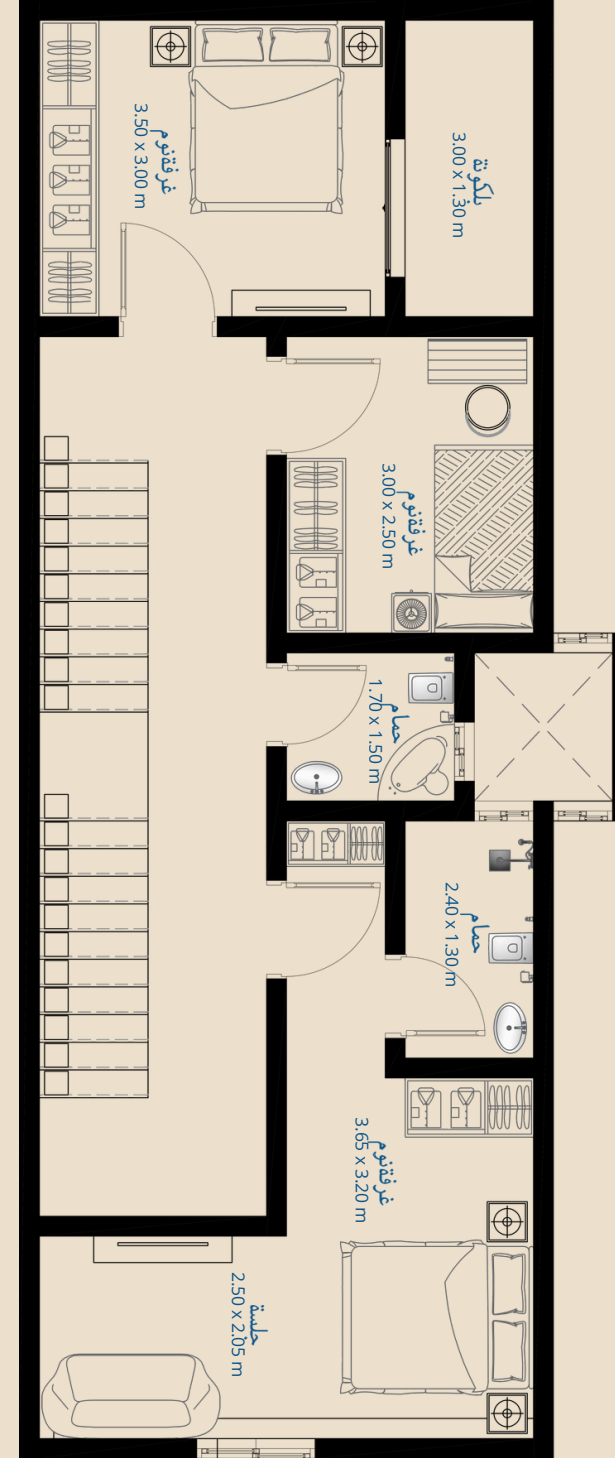 غرفة نوم
3.50 x 3.00 m
بلكونة
3.00 x 1.30 m
غرفة نوم
3.00 x 2.50 m
حمام
1.70 x 1.50 m
حمام
2.40 x 1.30 m
غرفة نوم
3.65 x 3.20 m
جلسة
2.50 x 2.05 m